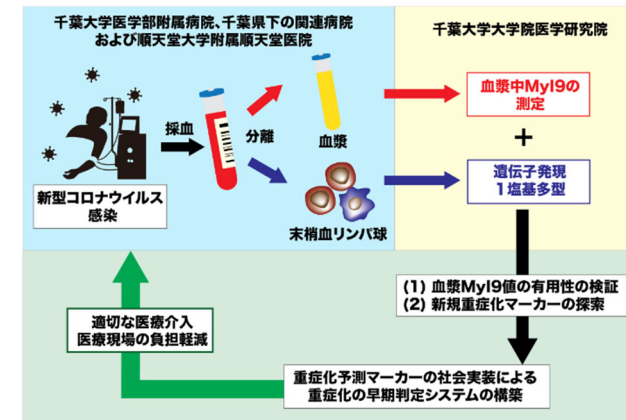 千葉大学医学部附属病院、千葉県下の関連病院
および順天堂大学附属順天堂医院
千葉大学大学院医学研究院
採血
分離
血漿
末梢血リンパ球
新型コロナウイルス
感染
血漿中Myl9の
測定
+
遺伝子発現
1塩基多型
(1) 血漿Myl9値の有用性の検証
(2) 新規重症化マーカーの探索
重症化予測マーカーの社会実装による
重症化の早期判定システムの構築
適切な医療介入
医療現場の負担軽減